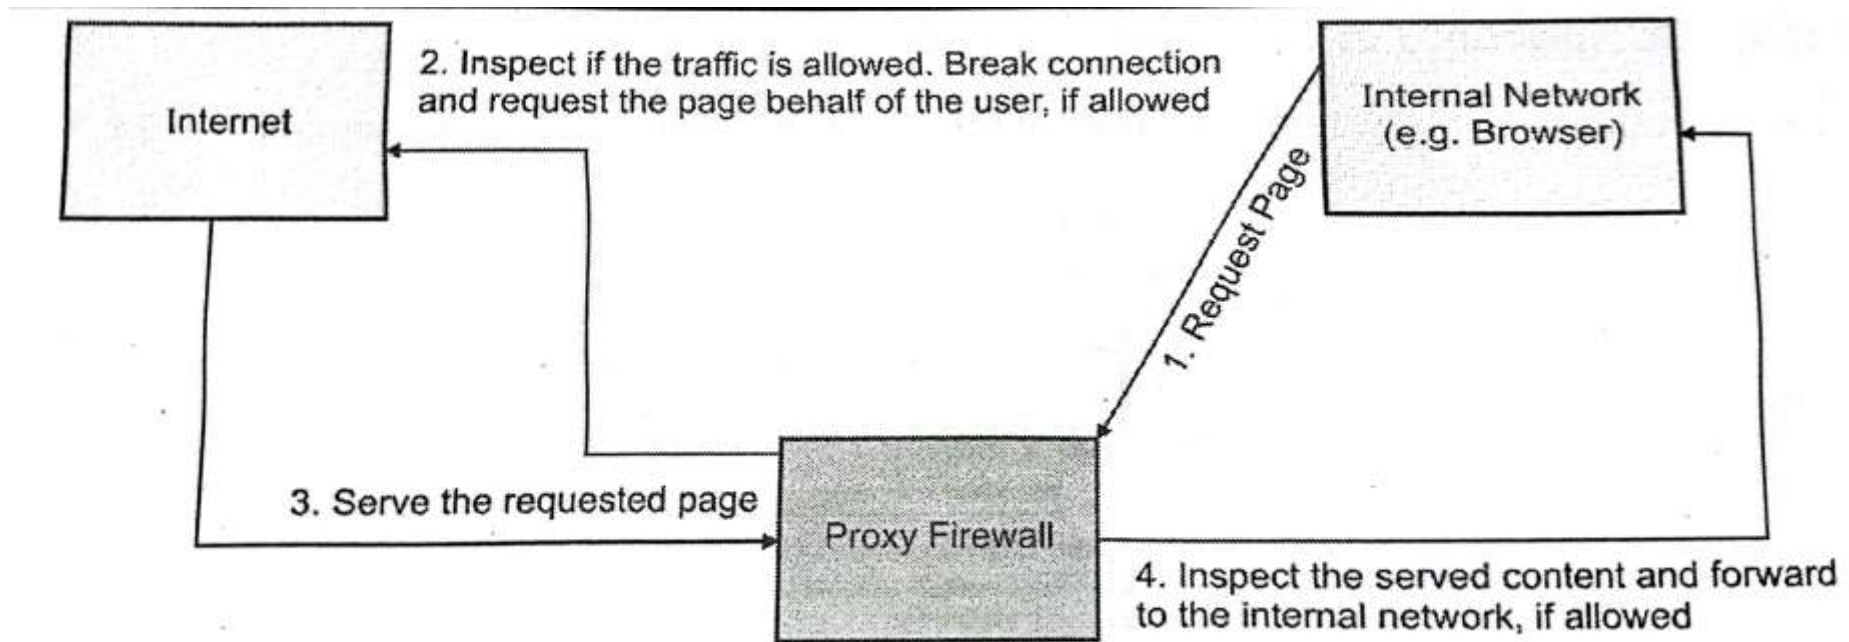 Internet
2. Inspect if the traffic is allowed. Break connection
and request the page behalf of the user, if allowed
Internal Network
(e.g. Browser)
1. Request Page
3. Serve the requested page
Proxy Firewall
4. Inspect the served content and forward
to the internal network, if allowed